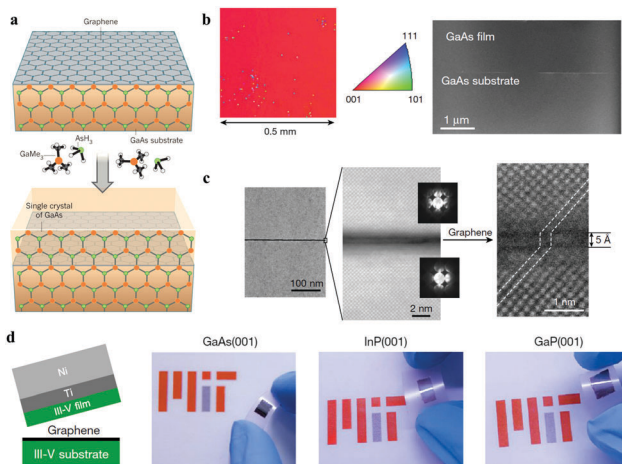 a
Graphene
GaAs substrate
AsH3
GaMe3
Single crystal
of GaAs
b
0.5 mm
111
001
101
GaAs film
GaAs substrate
1 μm
c
100 nm
2 nm
Graphene
5 Å
1 nm
d
Ni
Ti
III-V film
Graphene
III-V substrate
GaAs(001)
InP(001)
GaP(001)